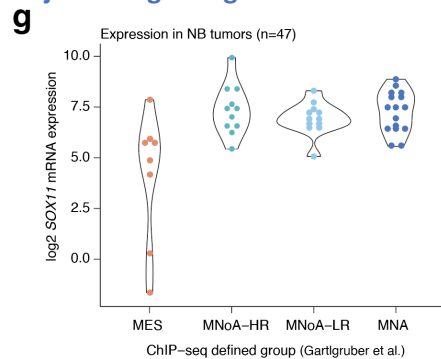 g
Expression in NB tumors (n=47)
log2 SOX11 mRNA expression
10.0
7.5
5.0
2.5
0.0
MES MNoA–HR MNoA–LR MNA
ChIP–seq defined group (Gartlgruber et al.)